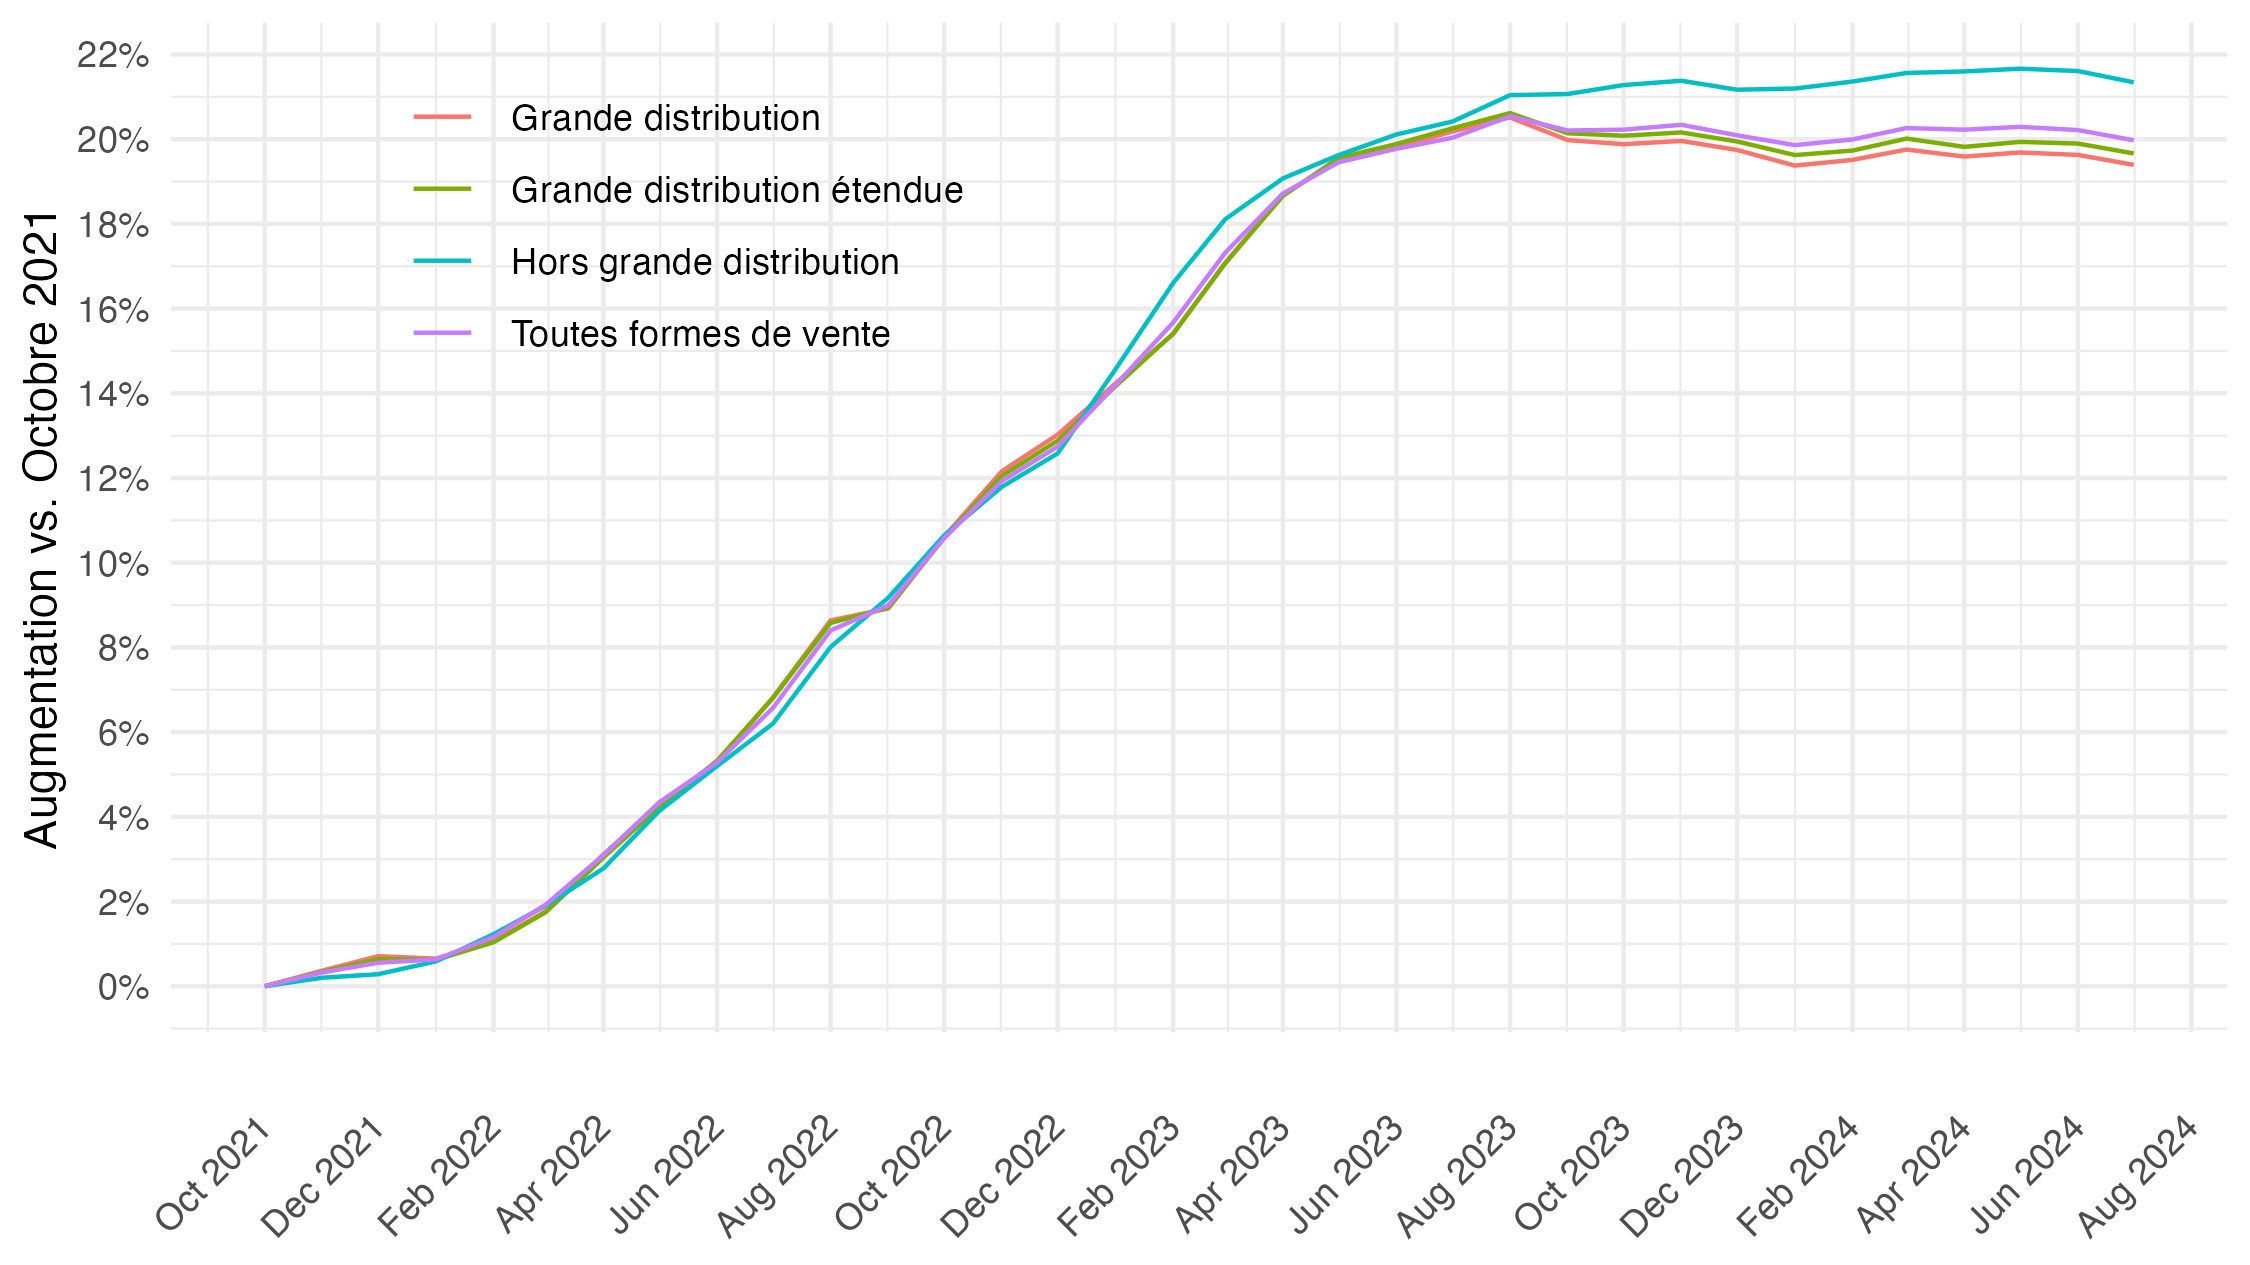 Augmentation vs. Octobre 2021
22%
20%
18%
16%
14%
12%
10%
8%
6%
4%
2%
0%
Grande distribution
Grande distribution étendue
Hors grande distribution
Toutes formes de vente
Oct 2021
Dec 2021
Feb 2022
Apr 2022
Jun 2022
Aug 2022
Oct 2022
Dec 2022
Feb 2023
Apr 2023
Jun 2023
Aug 2023
Oct 2023
Dec 2023
Feb 2024
Apr 2024
Jun 2024
Aug 2024